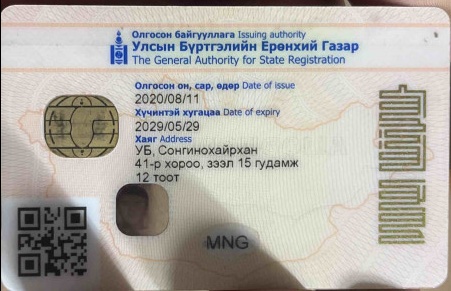 Олгосон байгууллага Issuing authority
Улсын Бүртгэлийн Ерөнхий Газар
The General Authority for State Registration
Олгосон он, сар, өдөр Date of issue
2020/08/11
Хүчинтэй хугацаа Date of expiry
2029/05/29
Хаяг Address
УБ, Сонгинохайрхан
41-р хороо, зээл 15 гудамж
12 тоот
MNG